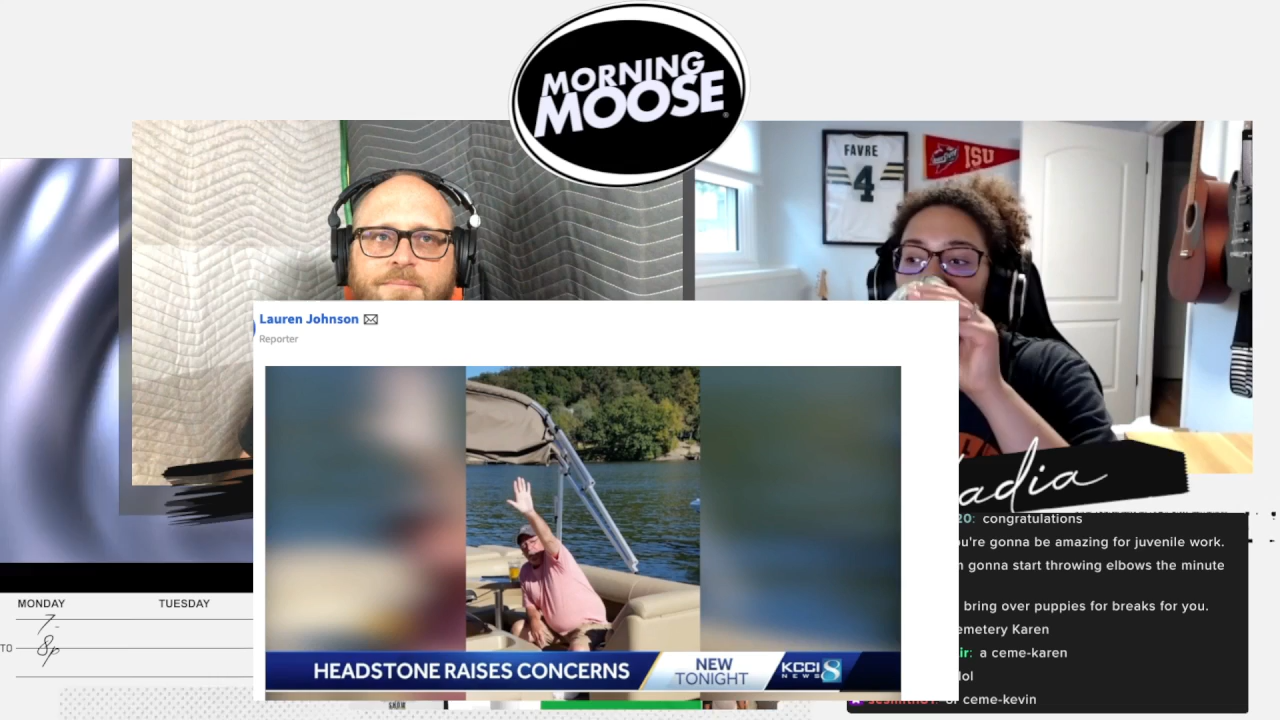 MORNING
MOOSE
FAVRE
4
ISU
Lauren Johnson
Reporter
HEADSTONE RAISES CONCERNS
NEW
TONIGHT
KCCI 8
NEWS
adia
20: congratulations
ou're gonna be amazing for juvenile work.
gonna start throwing elbows the minute
bring over puppies for breaks for you.
emetery Karen
ir: a ceme-karen
lol
or ceme-kevin
MONDAY
TUESDAY
7-
TO
8p